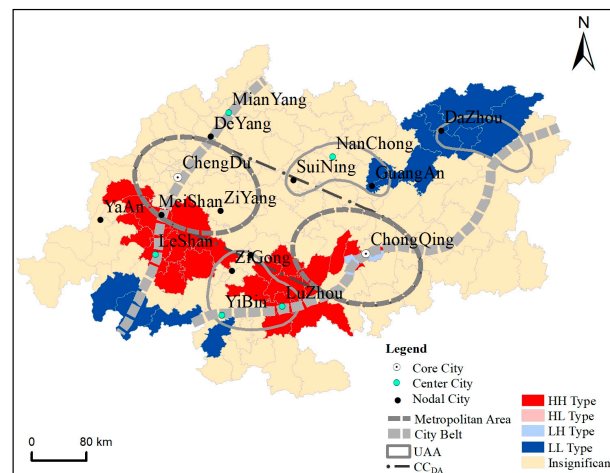 N
MianYang
DeYang
DaZhou
NanChong
ChengDu
SuiNing
GuangAn
MeiShan
ZiYang
YaAn
LeShan
ChongQing
ZiGong
YiBin
LuZhou
Legend
Core City
Center City
Nodal City
Metropolitan Area
City Belt
UAA
CCDA
HH Type
HL Type
LH Type
LL Type
Insignifican
0 80 km